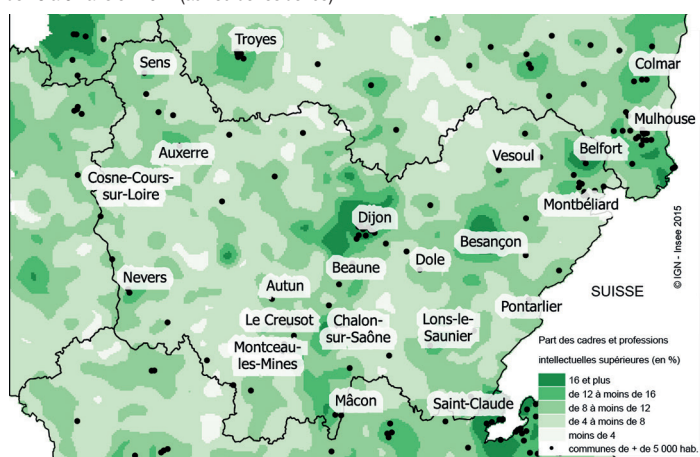 Troyes
Sens
Colmar
Mulhouse
Auxerre
Vesoul
Belfort
Cosne-Cours-
sur-Loire
Montbéliard
Dijon
Besançon
Nevers
Beaune
Dole
Autun
SUISSE
Pontarlier
Le Creusot
Chalon-
sur-Saône
Lons-le-
Saunier
Montceau-
les-Mines
Mâcon
Saint-Claude
© IGN - Insee 2015
Part des cadres et professions
intellectuelles supérieures (en %)
16 et plus
de 12 à moins de 16
de 8 à moins de 12
de 4 à moins de 8
moins de 4
communes de + de 5 000 hab.